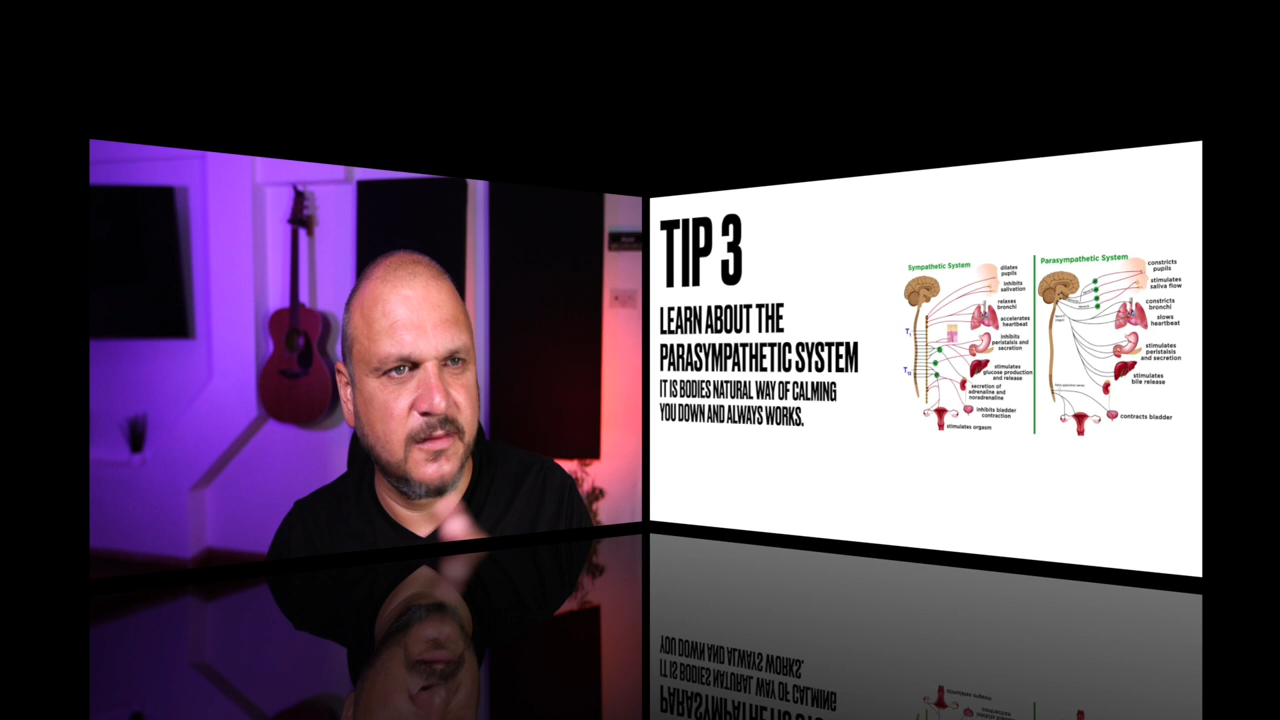 TIP 3
LEARN ABOUT THE
PARASYMPATHETIC SYSTEM
IT IS BODIES NATURAL WAY OF CALMING
YOU DOWN AND ALWAYS WORKS.
Sympathetic System
dilates
pupils
inhibits
salivation
relaxes
bronchi
accelerates
heartbeat
inhibits
peristalsis and
secretion
stimulates
glucose production
and release
secretion of
adrenaline and
noradrenaline
inhibits bladder
contraction
stimulates orgasm
T1
T12
Parasympathetic System
constricts
pupils
stimulates
saliva flow
constricts
bronchi
slows
heartbeat
stimulates
peristalsis
and secretion
stimulates
bile release
contracts bladder